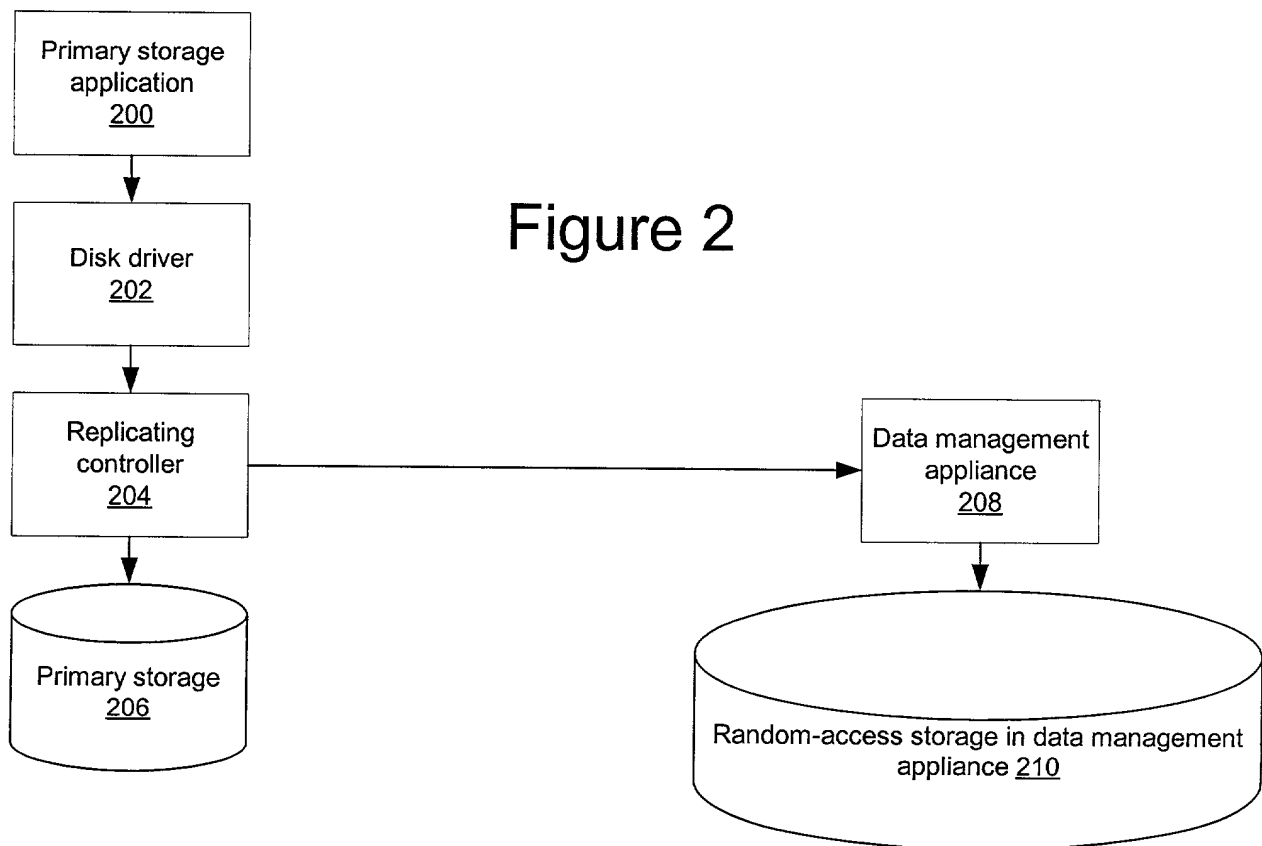 Primary storage
application
200
Figure 2
Disk driver
202
Replicating
controller
204
Data management
appliance
208
Primary storage
206
Random-access storage in data management
appliance 210